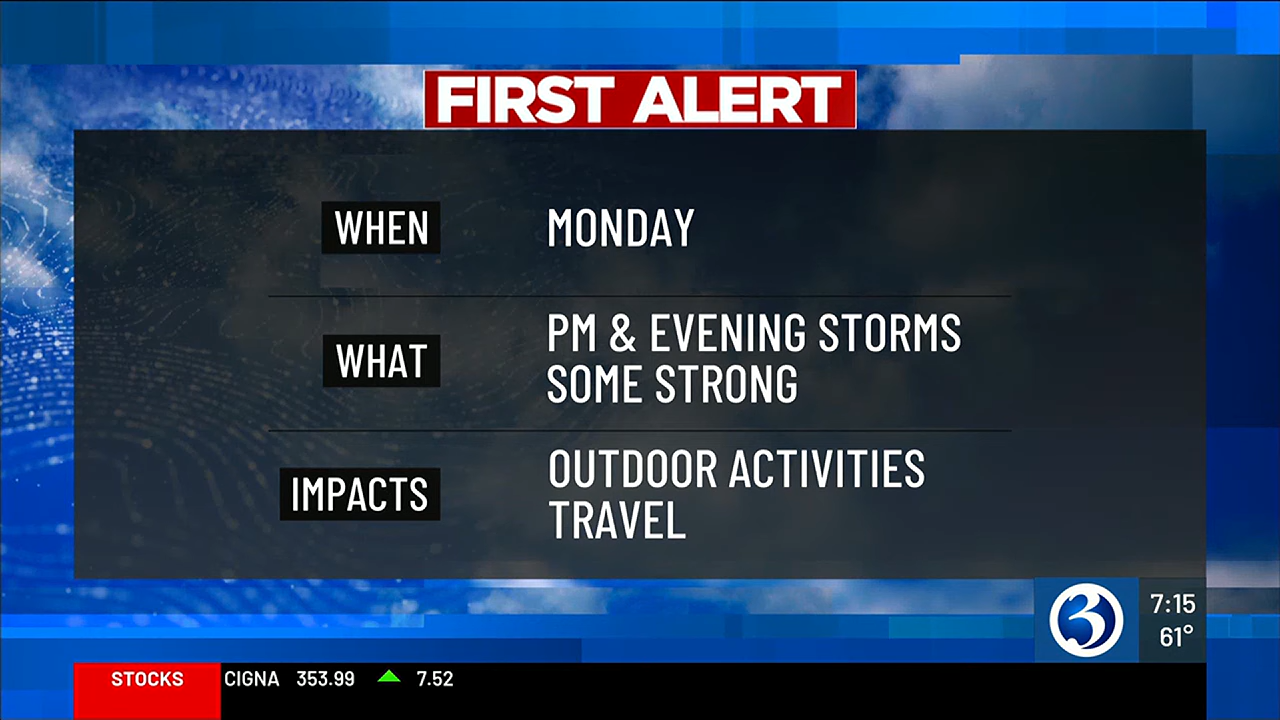 FIRST ALERT
WHEN
MONDAY
WHAT
PM & EVENING STORMS
SOME STRONG
IMPACTS
OUTDOOR ACTIVITIES
TRAVEL
3
7:15
61°
STOCKS
CIGNA 353.99 7.52